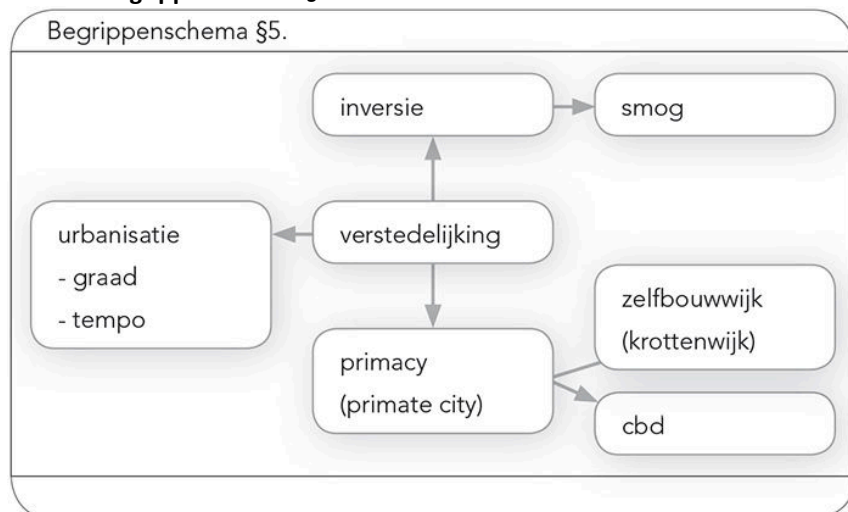 Begrippenschema §5.
inversie
smog
urbanisatie
- graad
- tempo
verstedelijking
zelfbouwwijk
(krottenwijk)
primacy
(primate city)
cbd